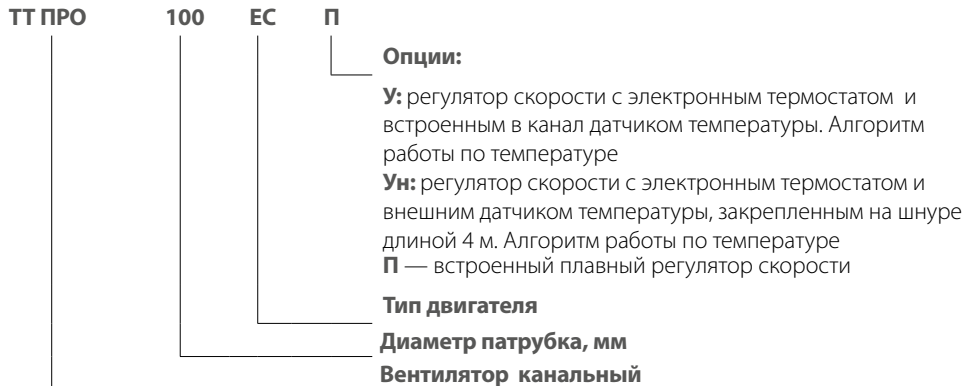 ТТ ПРО 100 ЕС П
Опции:
У: регулятор скорости с электронным термостатом и
встроенным в канал датчиком температуры. Алгоритм
работы по температуре
Ун: регулятор скорости с электронным термостатом и
внешним датчиком температуры, закрепленным на шнуре
длиной 4 м. Алгоритм работы по температуре
П — встроенный плавный регулятор скорости
Тип двигателя
Диаметр патрубка, мм
Вентилятор канальный